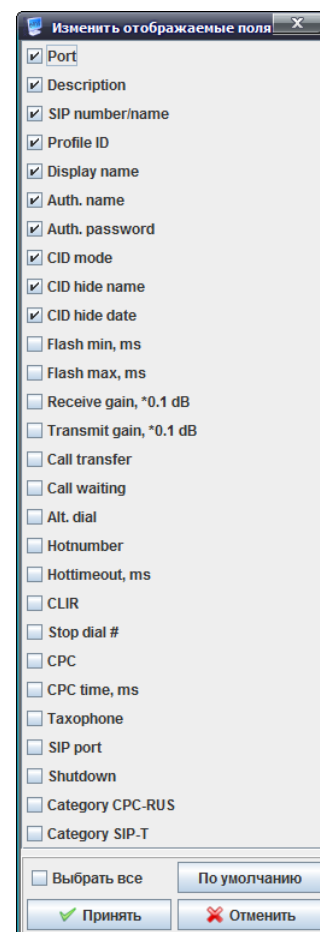 Изменить отображаемые поля
Port
Description
SIP number/name
Profile ID
Display name
Auth. name
Auth. password
CID mode
CID hide name
CID hide date
Flash min, ms
Flash max, ms
Receive gain, *0.1 dB
Transmit gain, *0.1 dB
Call transfer
Call waiting
Alt. dial
Hotnumber
Hottimeout, ms
CLIR
Stop dial #
CPC
CPC time, ms
Taxophone
SIP port
Shutdown
Category CPC-RUS
Category SIP-T
Выбрать все По умолчанию
Принять Отменить